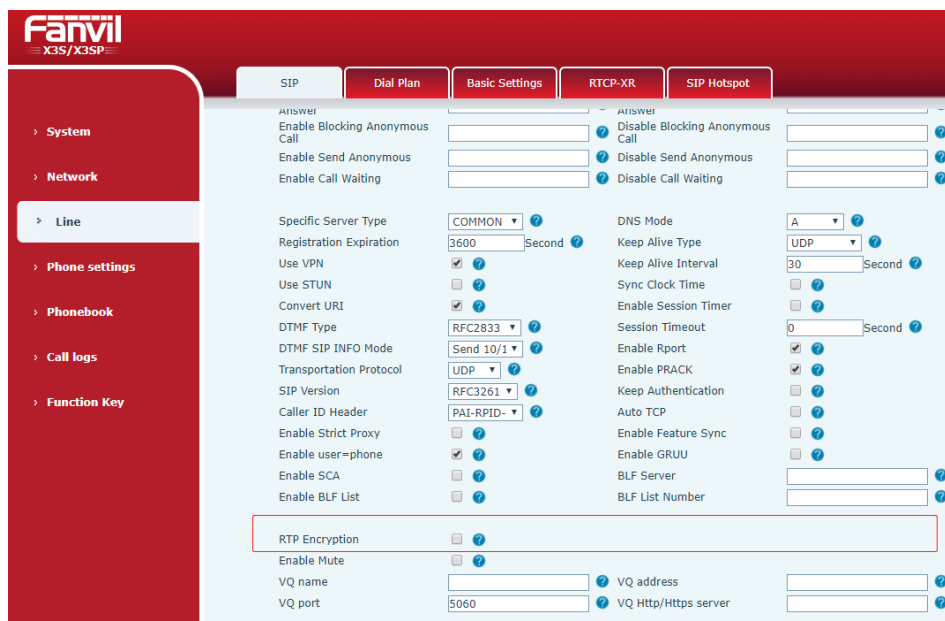 Fanvil
X3S/X3SP
SIP Dial Plan Basic Settings RTCP-XR SIP Hotspot
System
Network
Line
Phone settings
Phonebook
Call logs
Function Key
Answer Answer
Enable Blocking Anonymous Call Disable Blocking Anonymous Call
Enable Send Anonymous Disable Send Anonymous
Enable Call Waiting Disable Call Waiting
Specific Server Type COMMON DNS Mode A
Registration Expiration 3600 Second Keep Alive Type UDP
Use VPN Keep Alive Interval 30 Second
Use STUN Sync Clock Time
Convert URI Enable Session Timer
DTMF Type RFC2833 Session Timeout 0 Second
DTMF SIP INFO Mode Send 10/1 Enable Rport
Transportation Protocol UDP Enable PRACK
SIP Version RFC3261 Keep Authentication
Caller ID Header PAI-RPID- Auto TCP
Enable Strict Proxy Enable Feature Sync
Enable user=phone Enable GRUU
Enable SCA BLF Server
Enable BLF List BLF List Number
RTP Encryption
Enable Mute
VQ name VQ address
VQ port 5060 VQ Http/Https server